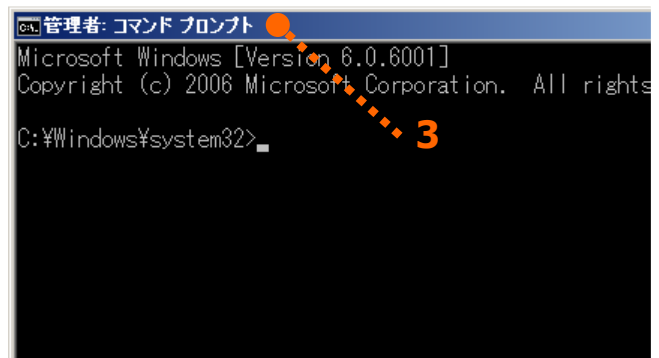 管理者: コマンド プロンプト
Microsoft Windows [Version 6.0.6001]
Copyright (c) 2006 Microsoft Corporation.  All rights
C:¥Windows¥system32>
3